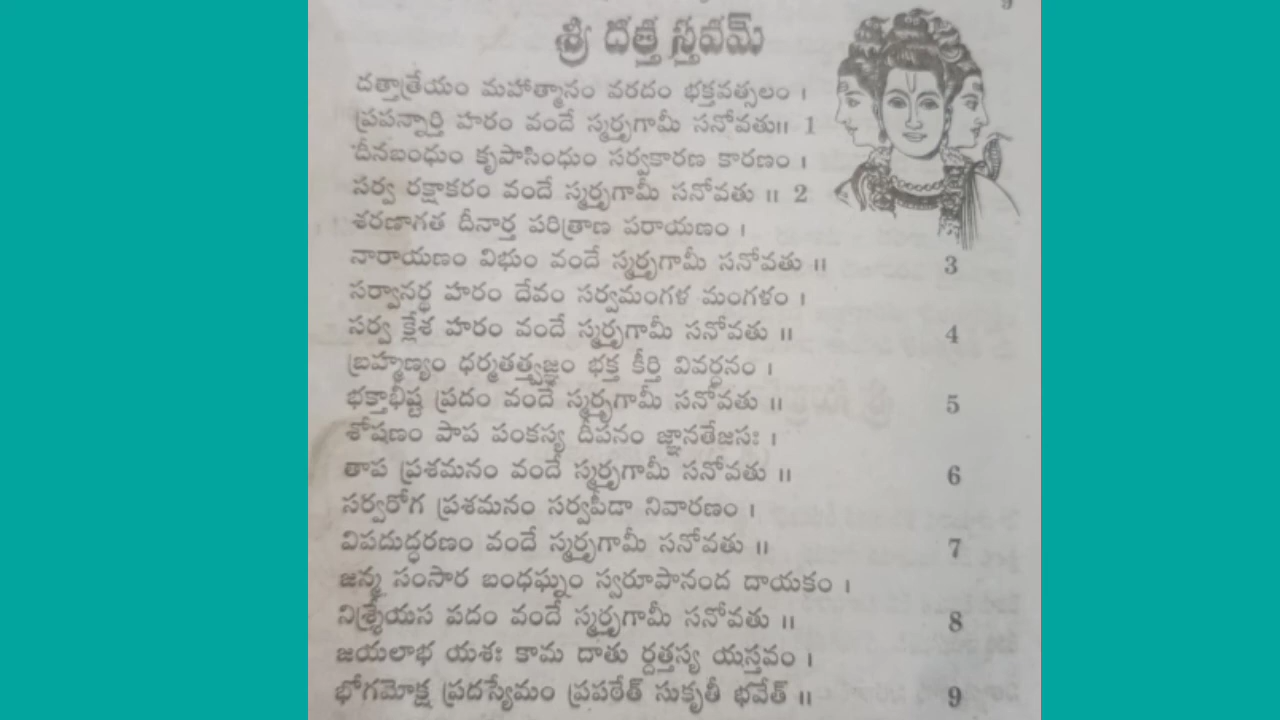 9
శ్రీ దత్త స్తవమ్
దత్తాత్రేయం మహాత్మానం వరదం భక్తవత్సలం ।
ప్రపన్నార్తి హరం వందే స్మర్తృగామీ సనోవతు॥ 1
దీనబంధుం కృపాసింధుం సర్వకారణ కారణం ।
సర్వ రక్షాకరం వందే స్మర్తృగామీ సనోవతు ॥ 2
శరణాగత దీనార్త పరిత్రాణ పరాయణం ।
నారాయణం విభుం వందే స్మర్తృగామీ సనోవతు ॥ 3
సర్వానర్థ హరం దేవం సర్వమంగళ మంగళం ।
సర్వ క్లేశ హరం వందే స్మర్తృగామీ సనోవతు ॥ 4
బ్రహ్మణ్యం ధర్మతత్త్వజ్ఞం భక్త కీర్తి వివర్ధనం ।
భక్తాభీష్ట ప్రదం వందే స్మర్తృగామీ సనోవతు ॥ 5
శోషణం పాప పంకస్య దీపనం జ్ఞానతేజసః ।
తాప ప్రశమనం వందే స్మర్తృగామీ సనోవతు ॥ 6
సర్వరోగ ప్రశమనం సర్వపీడా నివారణం ।
విపదుద్ధరణం వందే స్మర్తృగామీ సనోవతు ॥ 7
జన్మ సంసార బంధఘ్నం స్వరూపానంద దాయకం ।
నిశ్శ్రేయస పదం వందే స్మర్తృగామీ సనోవతు ॥ 8
జయలాభ యశః కామ దాతు ర్దత్తస్య యస్తవం ।
భోగమోక్ష ప్రదస్యేమం ప్రపఠేత్ సుకృతీ భవేత్ ॥ 9